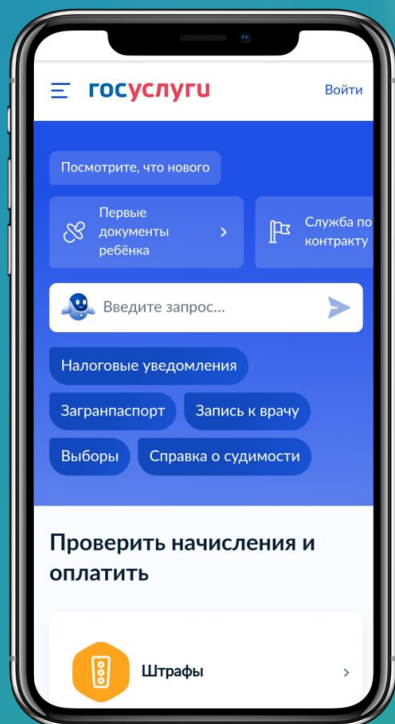 госуслуги
Войти
Посмотрите, что нового
Первые
документы
ребёнка
Служба по
контракту
Введите запрос...
Налоговые уведомления
Загранпаспорт
Запись к врачу
Выборы
Справка о судимости
Проверить начисления и
оплатить
Штрафы